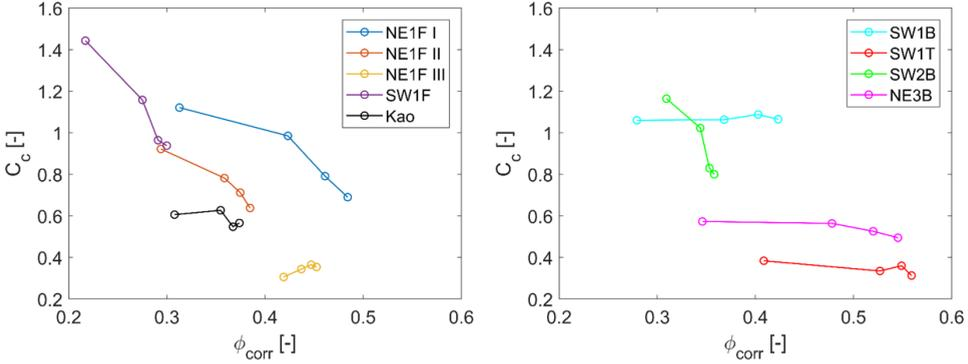 1.6
1.4
1.2
1
0.8
0.6
0.4
0.2
C_c [-]
0.2 0.3 0.4 0.5 0.6
ϕ_corr [-]
NE1F I
NE1F II
NE1F III
SW1F
Kao
1.6
1.4
1.2
1
0.8
0.6
0.4
0.2
C_c [-]
0.2 0.3 0.4 0.5 0.6
ϕ_corr [-]
SW1B
SW1T
SW2B
NE3B